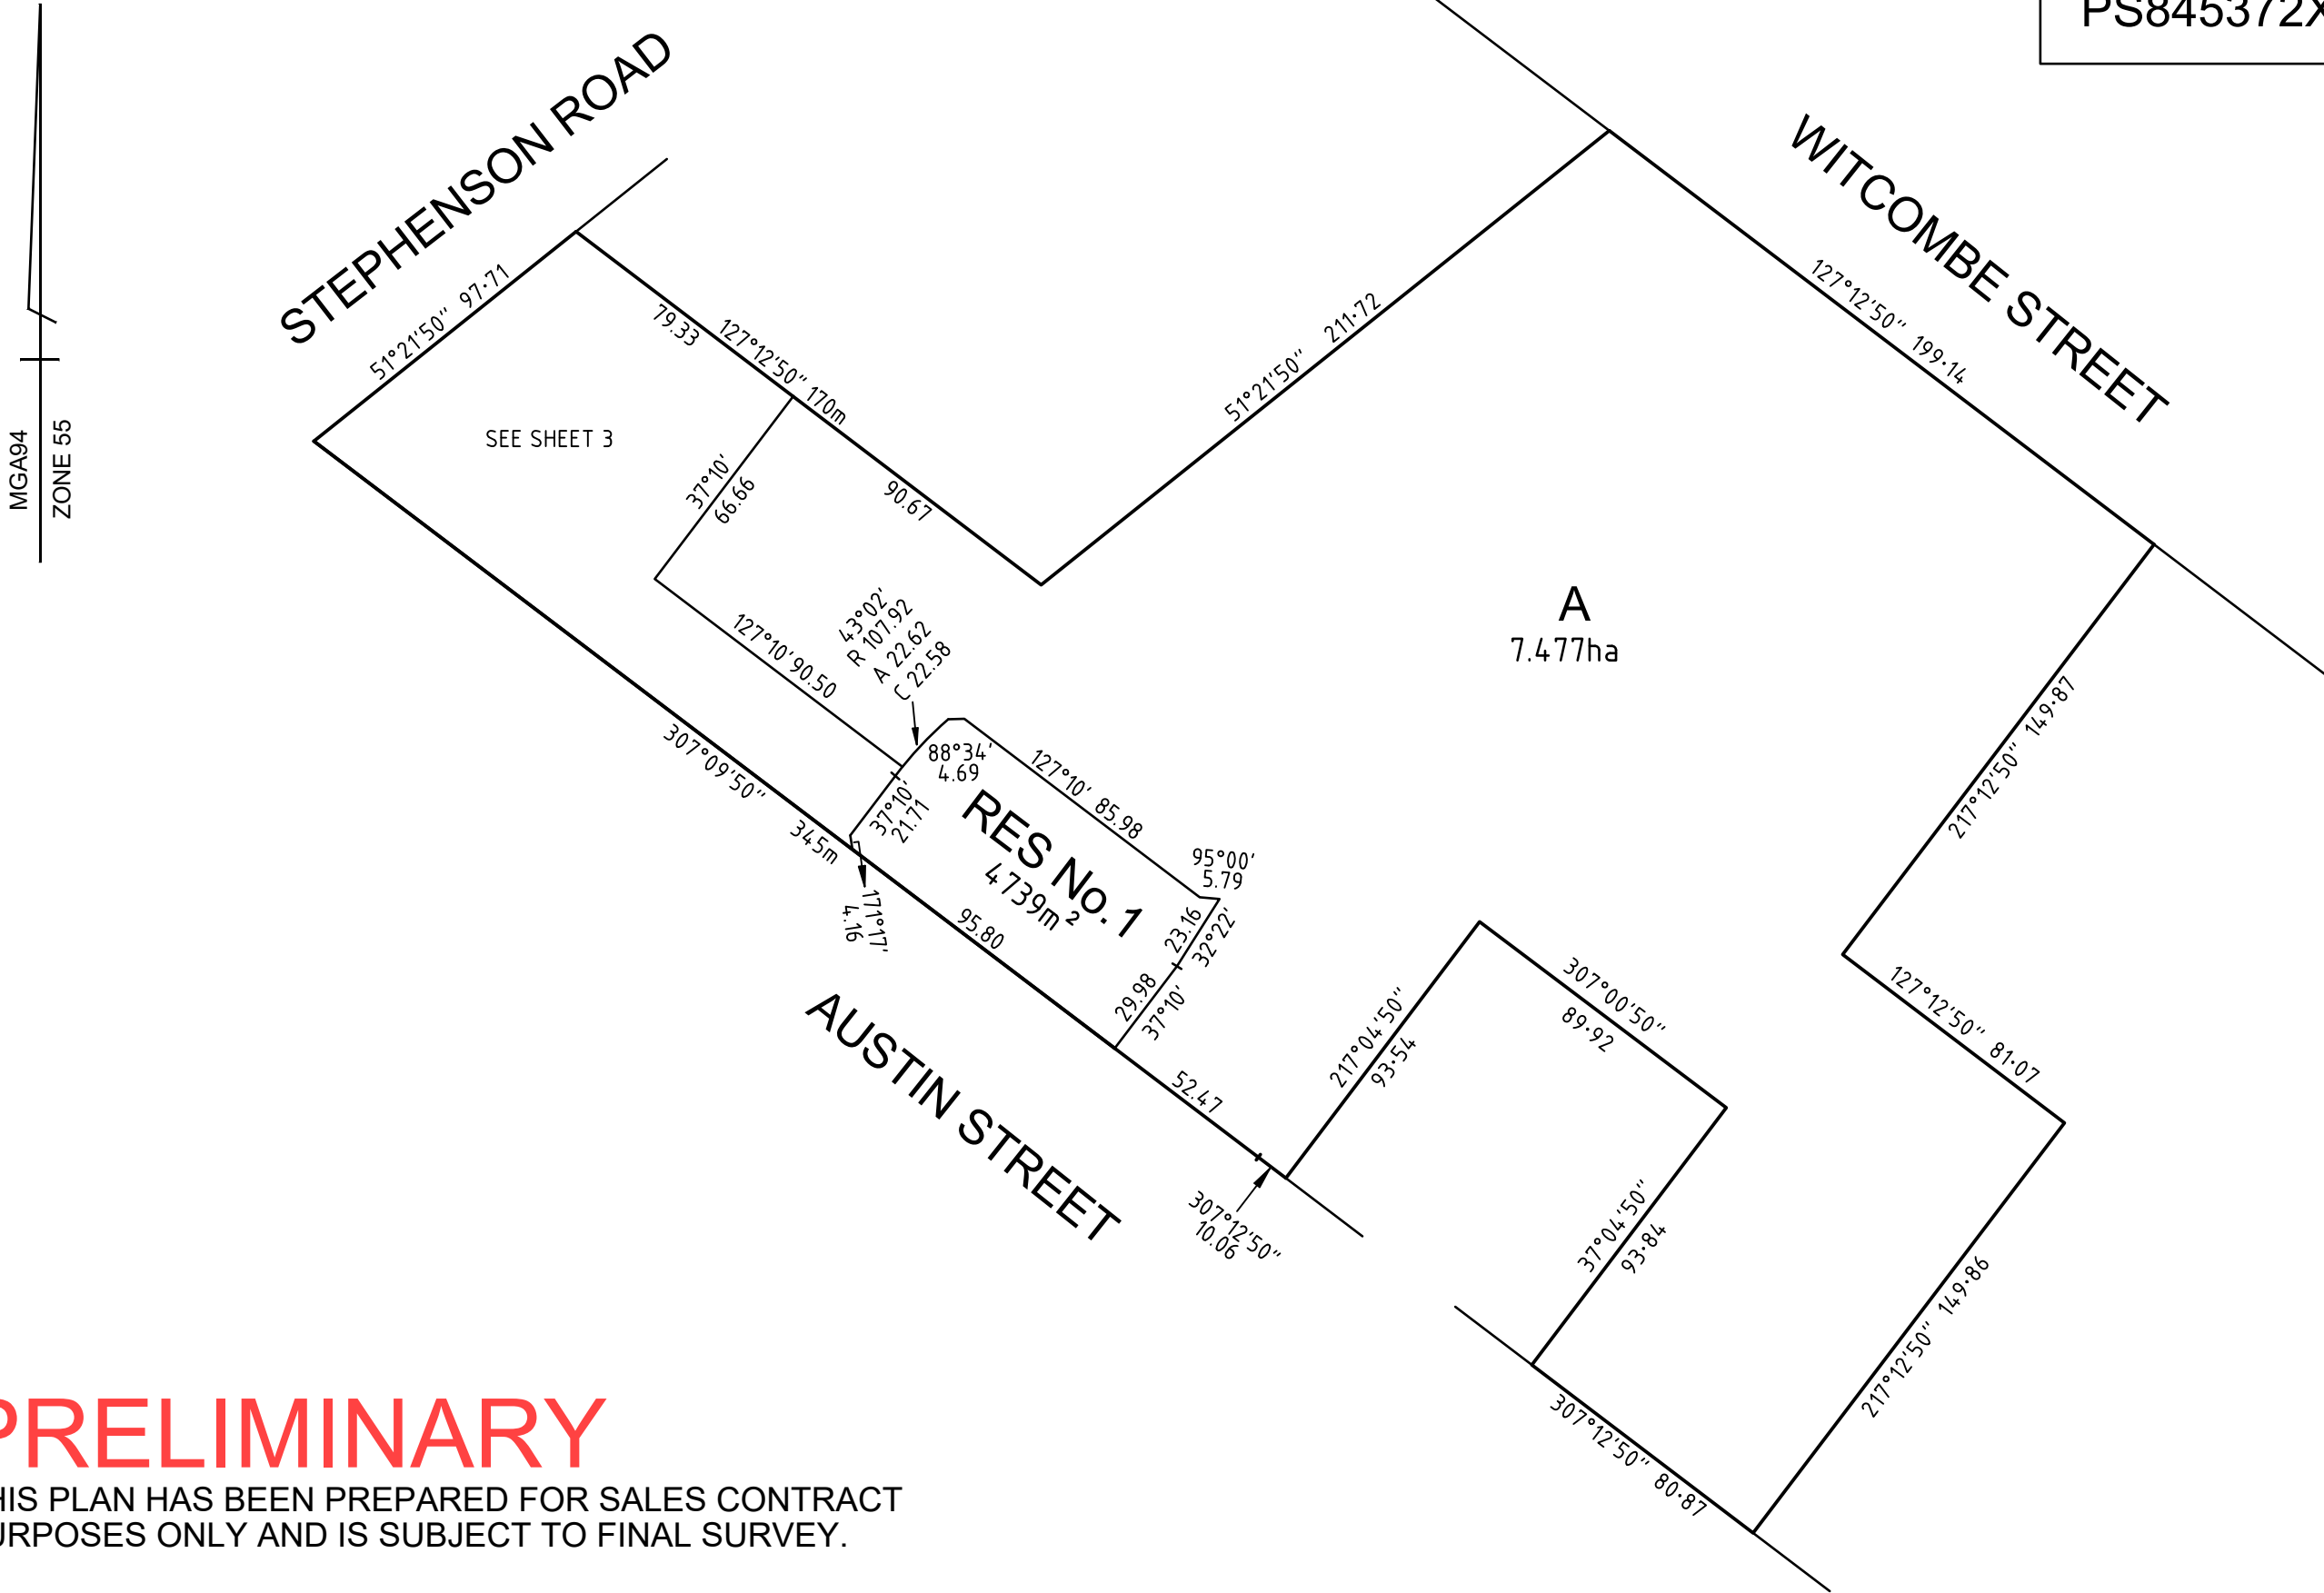 PS845372X
STEPHENSON ROAD
WITCOMBE STREET
51°21'50" 97·71
79.33
127°12'50" 170m
51°21'50" 211·72
127°12'50" 199·14
MGA94
ZONE 55
SEE SHEET 3
37°10'
66.66
90.67
43°02'
R 107.92
A 22.62
C 22.58
A
7.477ha
127°10'90.50
307°09'50"
345m
88°34'
4.69
127°10' 85.98
37°10'
21.71
RES No. 1
4739m²
95°00'
5.79
171°17'
4.16
95.80
23.16
32°22'
29.98
37°10'
217°12'50" 149·87
127°12'50" 81·07
307°00'50"
89·92
217°04'50"
93·54
AUSTIN STREET
52.47
307°12'50"
10.06
37°04'50"
93·84
217°12'50" 149·86
307°12'50" 80·87
PRELIMINARY
HIS PLAN HAS BEEN PREPARED FOR SALES CONTRACT
URPOSES ONLY AND IS SUBJECT TO FINAL SURVEY.